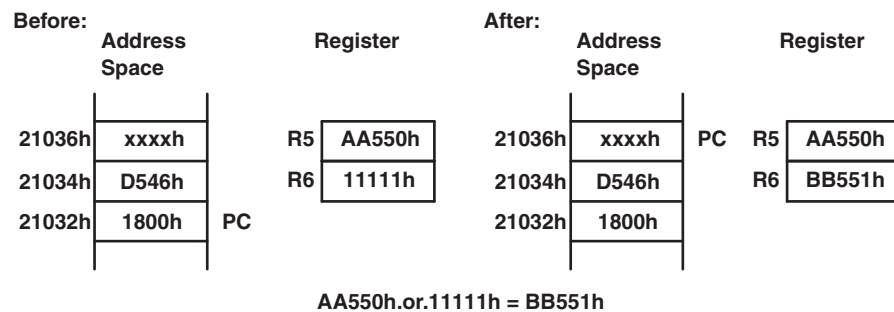 Before:
Address Space
Register
21036h xxxxh
21034h D546h
21032h 1800h PC
R5 AA550h
R6 11111h
After:
Address Space
Register
21036h xxxxh PC
21034h D546h
21032h 1800h
R5 AA550h
R6 BB551h
AA550h.or.11111h = BB551h